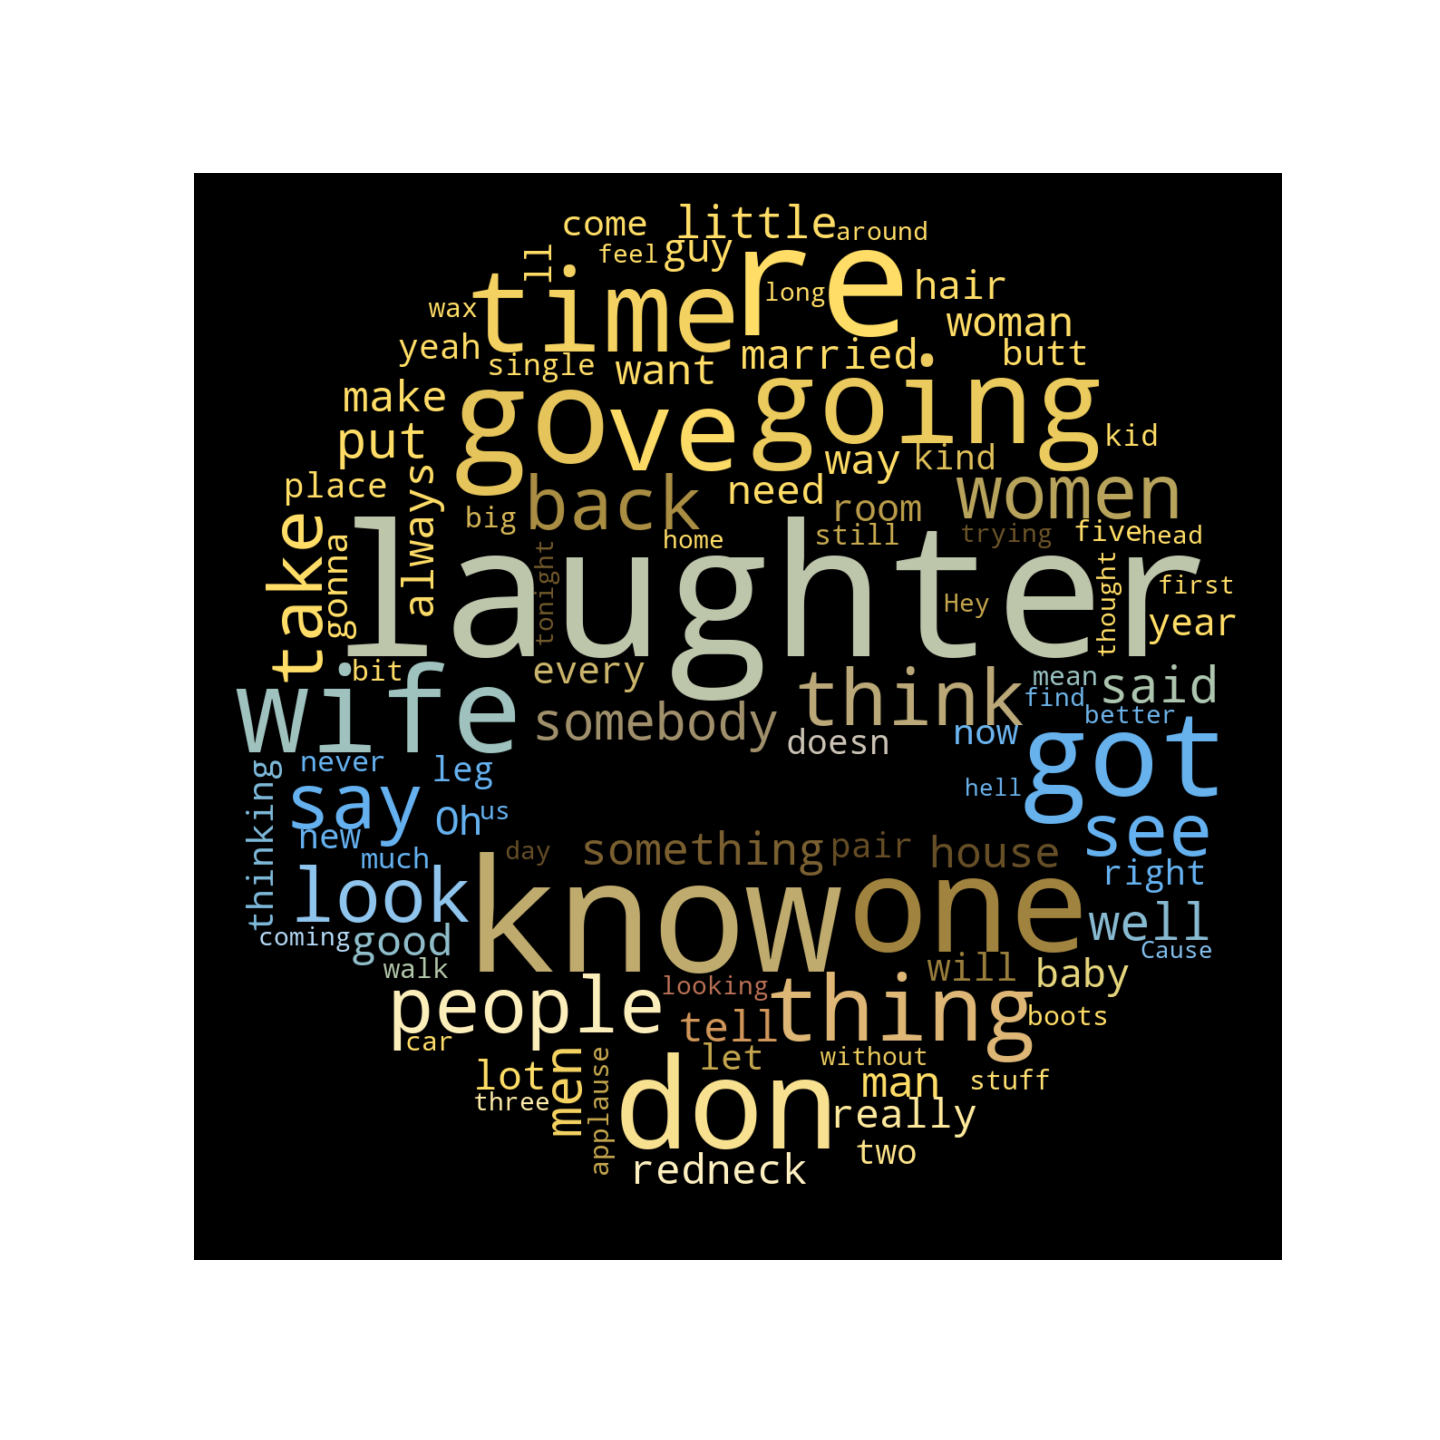 come little around
ll feel guy re
wax time long hair
woman
yeah single want married butt
make go ve going
put way kind kid
place always big back need room women
take gonna home still trying five head
laughter
tonight Hey thought first
year
bit every think mean said
wife somebody doesn find better
now got
thinking never leg hell
say Oh us see
new much day something pair house right
look know one well
coming good Cause
walk looking will baby
people tell thing boots
car let without
lot men applause don man stuff
three really
redneck two